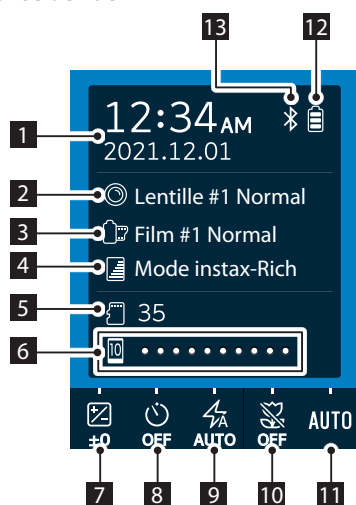 13 12
1 12:34AM
2021.12.01
2 Lentille #1 Normal
3 Film #1 Normal
4 Mode instax-Rich
5 35
6 10
±0 OFF AUTO OFF AUTO
7 8 9 10 11